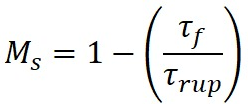 M_s = 1 − (τ_f / τ_rup)